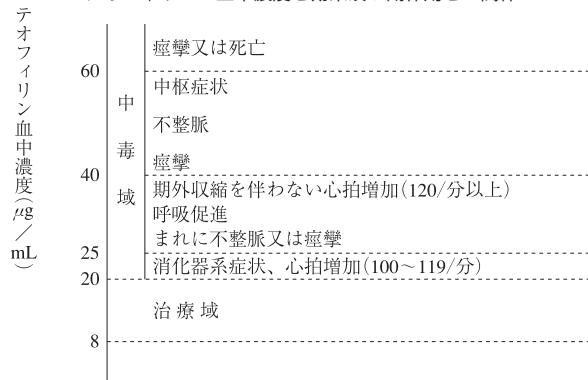 テオフィリン血中濃度(μg/mL)
痙攣又は死亡
60
中枢症状
不整脈
痙攣
中毒域
40
期外収縮を伴わない心拍増加(120/分以上)
呼吸促進
まれに不整脈又は痙攣
25
消化器系症状、心拍増加(100〜119/分)
20
治療域
8